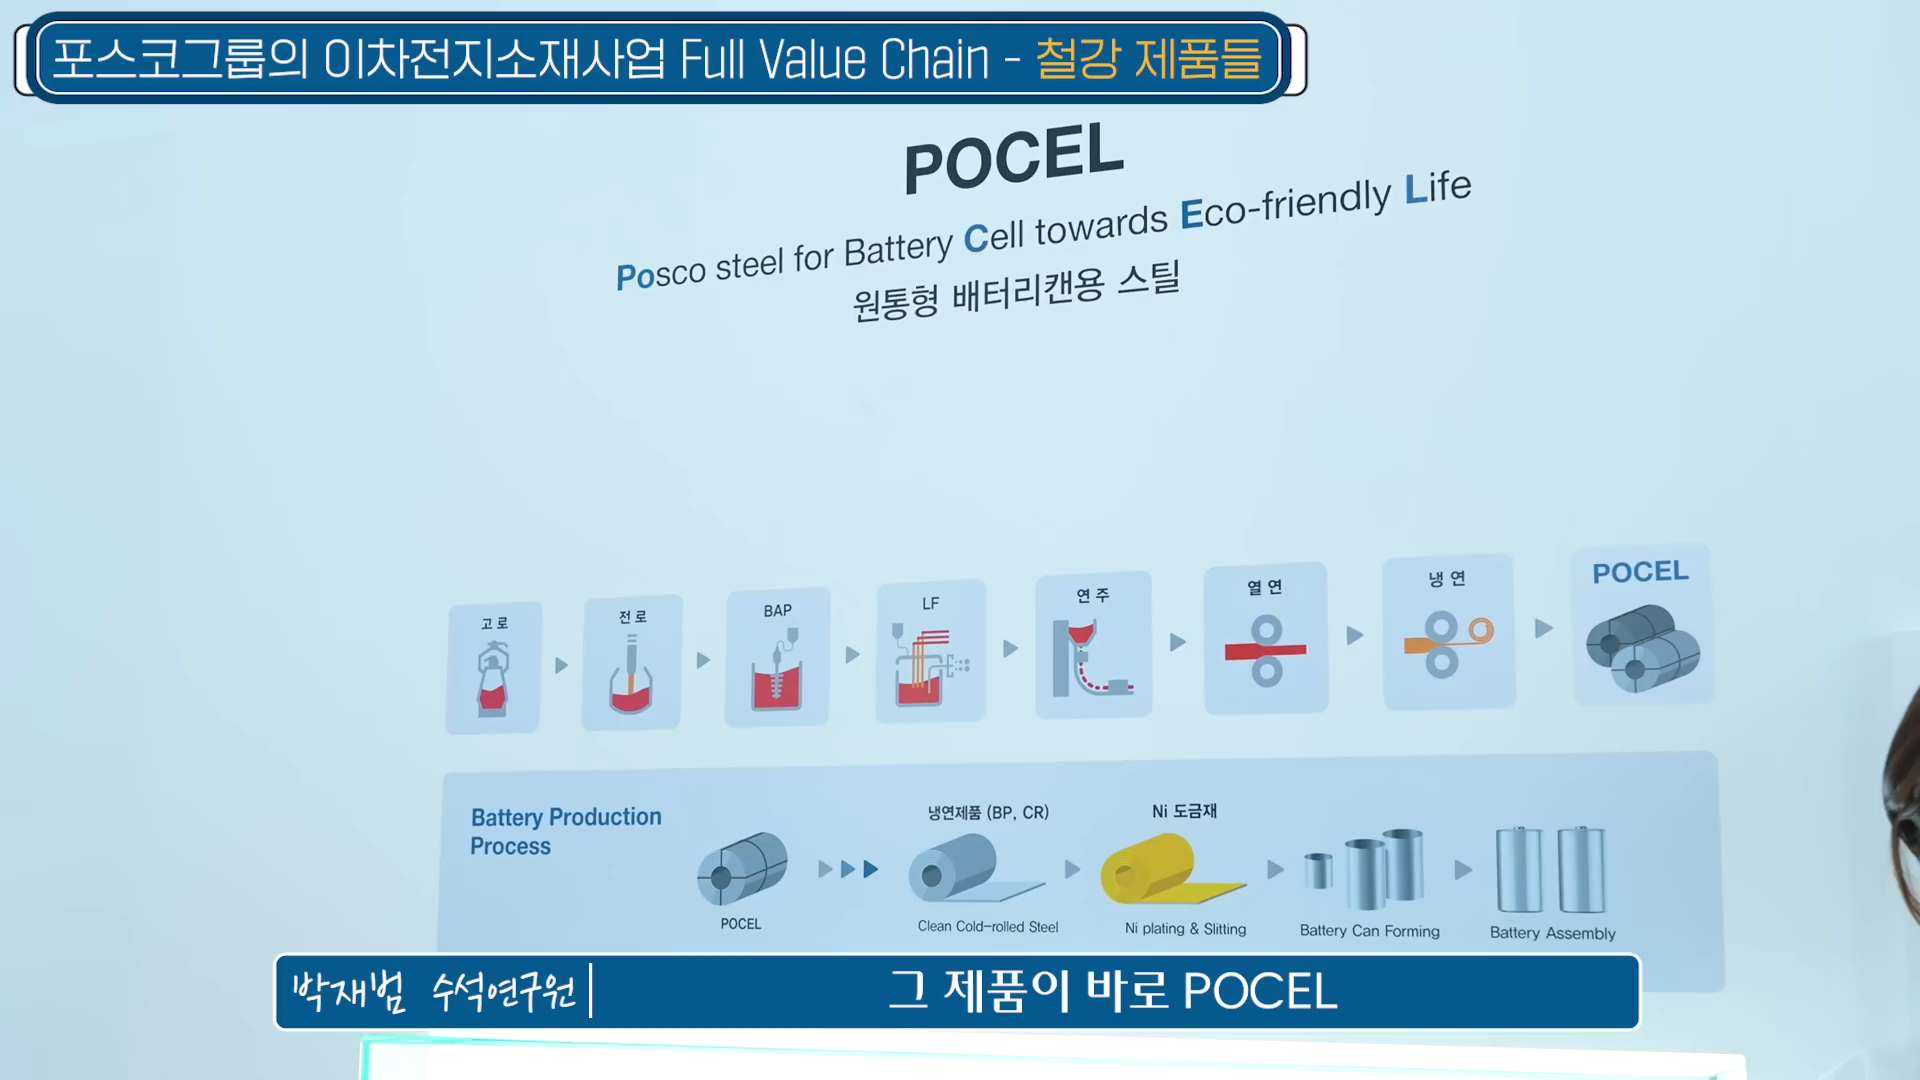 포스코그룹의 이차전지소재사업 Full Value Chain - 철강 제품들
POCEL
Posco steel for Battery Cell towards Eco-friendly Life
원통형 배터리캔용 스틸
고로
전로
BAP
LF
연주
열연
냉연
POCEL
Battery Production
Process
냉연제품 (BP, CR)
Ni 도금재
POCEL
Clean Cold-rolled Steel
Ni plating & Slitting
Battery Can Forming
Battery Assembly
박재범 수석연구원
그 제품이 바로 POCEL